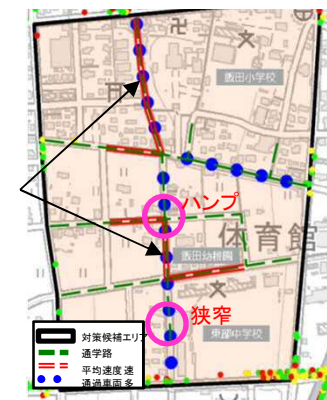 飯田小学校
ハンプ
体育館
飯田幼稚園
狭窄
東部中学校
対策候補エリア
通学路
平均速度 速
通過車両 多